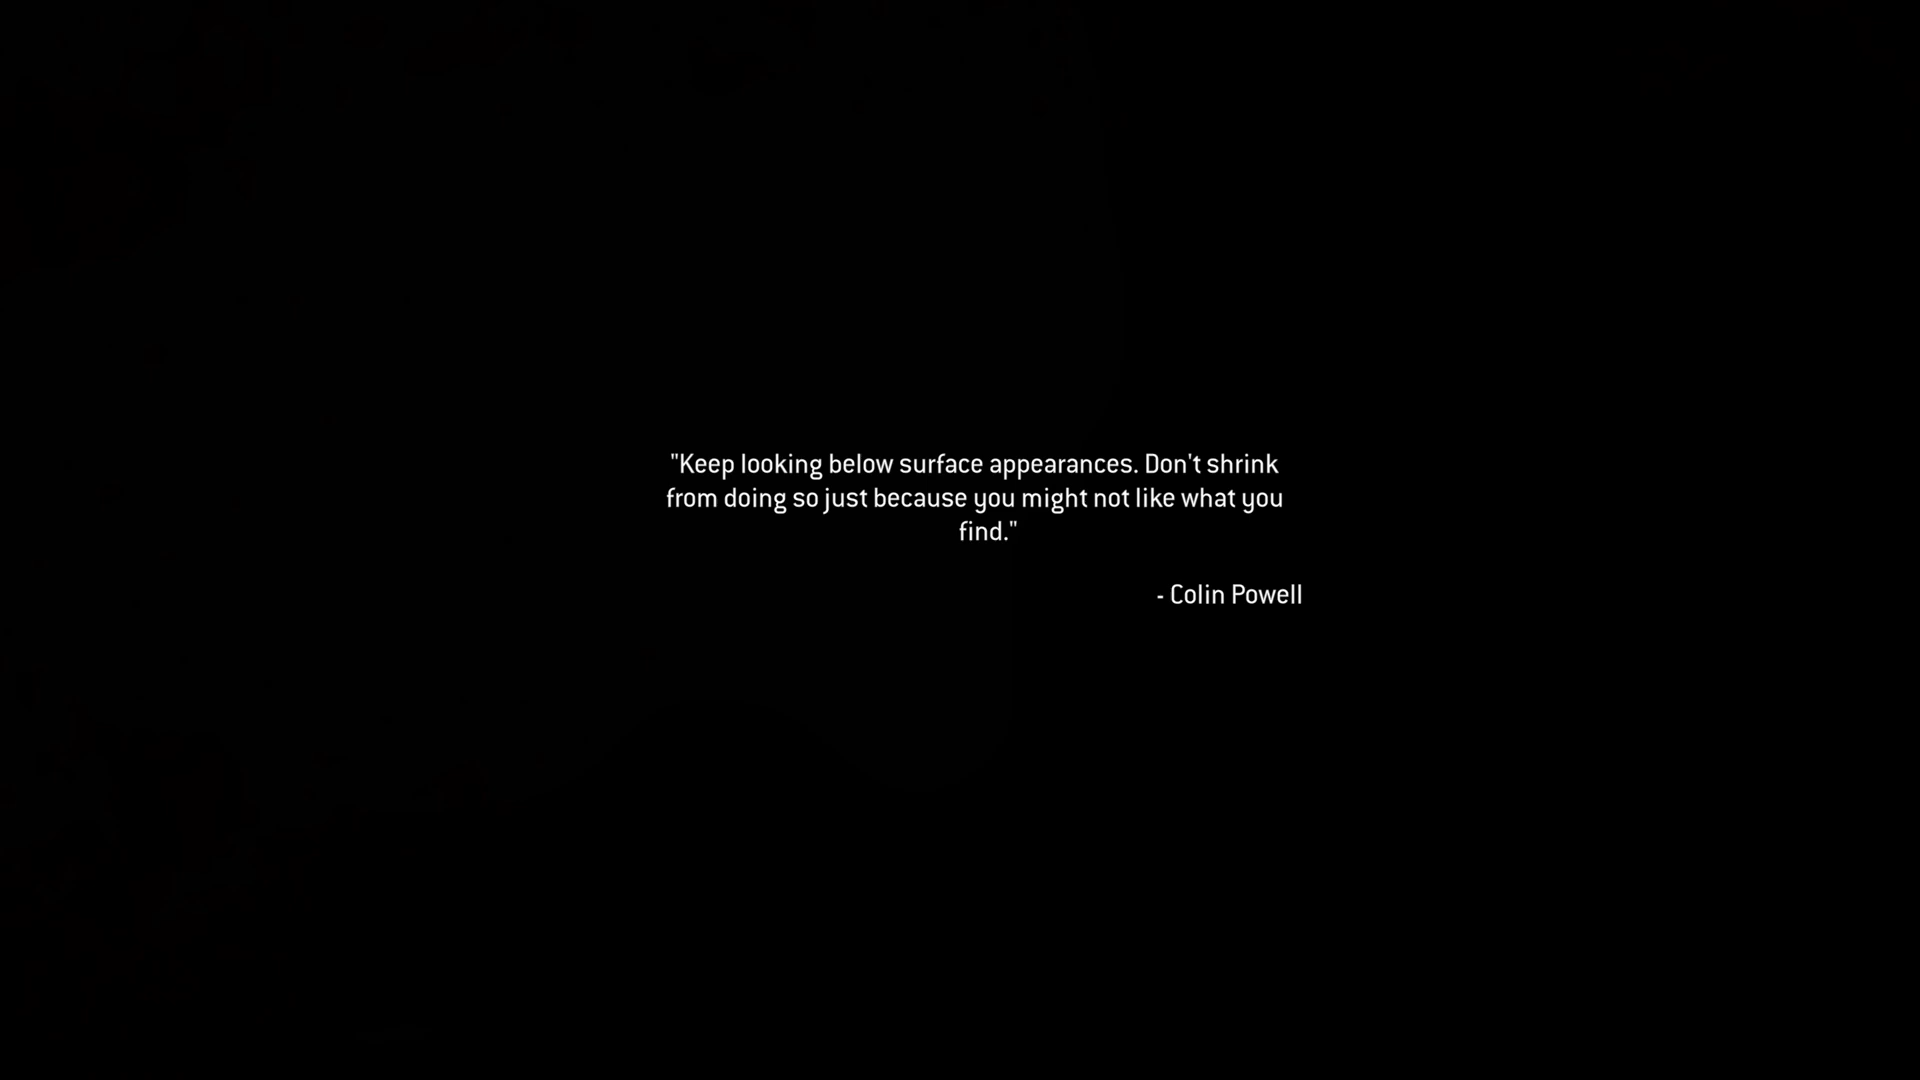 "Keep looking below surface appearances. Don't shrink
from doing so just because you might not like what you
find."
- Colin Powell